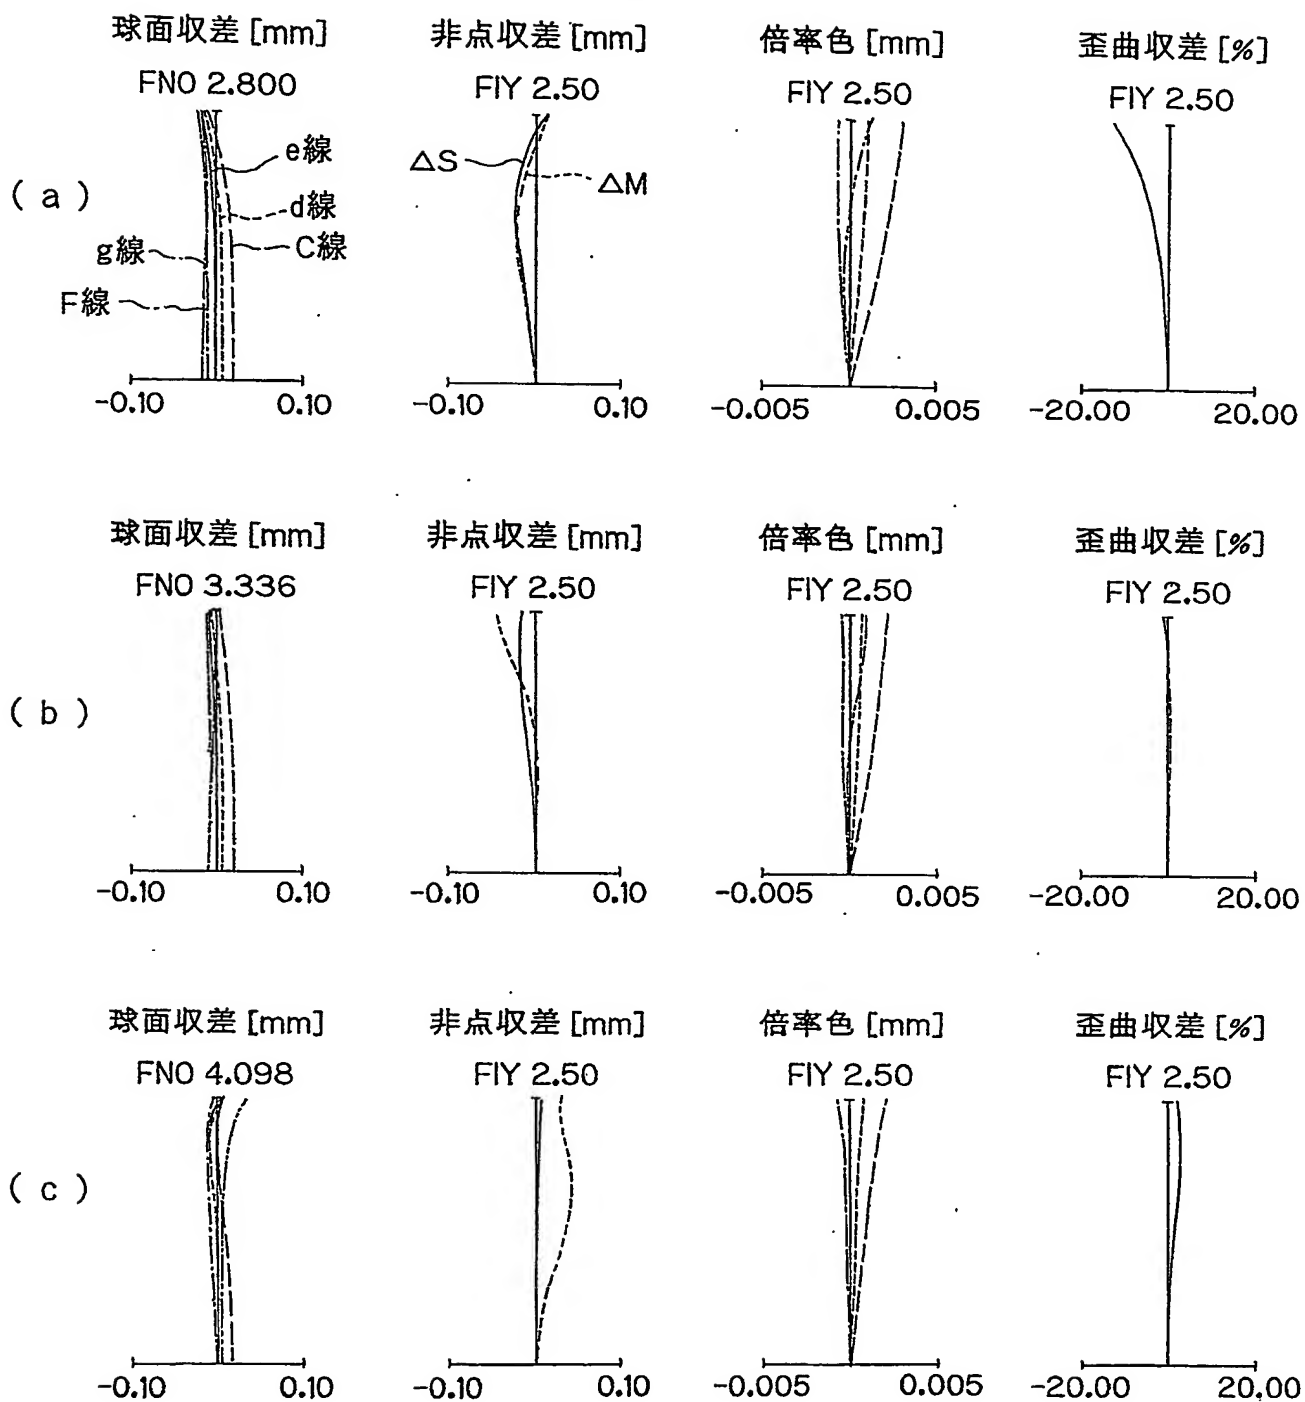 球面収差 [mm] 非点収差 [mm] 倍率色 [mm] 歪曲収差 [%]
FNO 2.800 FIY 2.50 FIY 2.50 FIY 2.50
e線
ΔS
ΔM
( a )
d線
g線
C線
F線
-0.10 0.10 -0.10 0.10 -0.005 0.005 -20.00 20.00
球面収差 [mm] 非点収差 [mm] 倍率色 [mm] 歪曲収差 [%]
FNO 3.336 FIY 2.50 FIY 2.50 FIY 2.50
( b )
-0.10 0.10 -0.10 0.10 -0.005 0.005 -20.00 20.00
球面収差 [mm] 非点収差 [mm] 倍率色 [mm] 歪曲収差 [%]
FNO 4.098 FIY 2.50 FIY 2.50 FIY 2.50
( c )
-0.10 0.10 -0.10 0.10 -0.005 0.005 -20.00 20.00